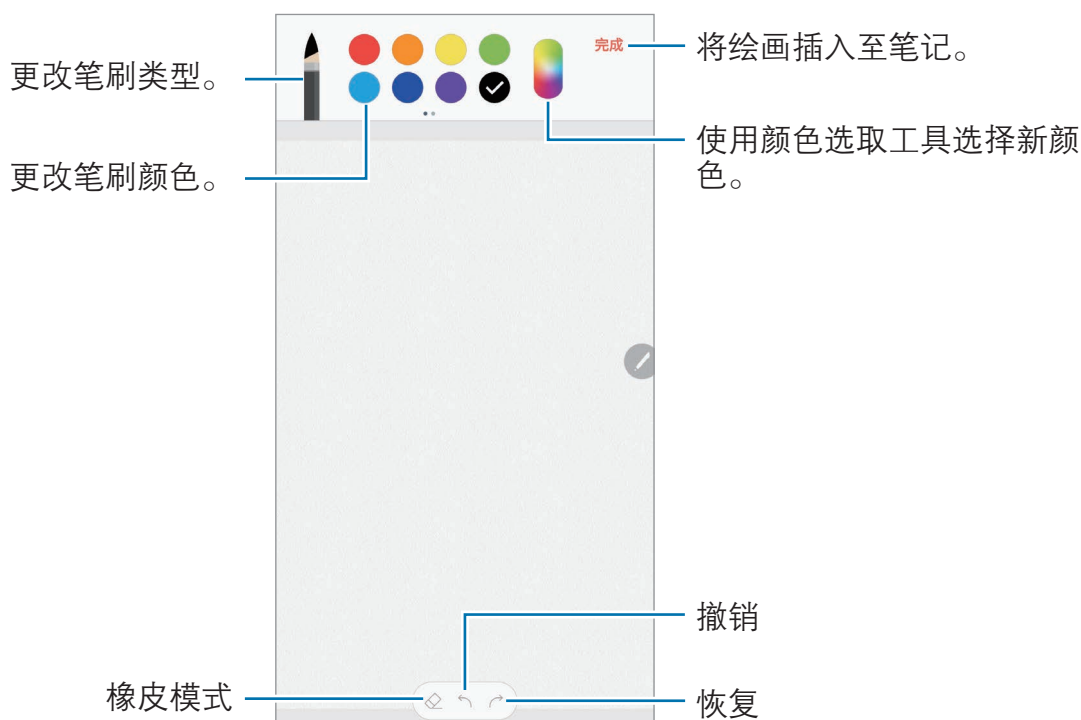 完成
将绘画插入至笔记。
更改笔刷类型。
使用颜色选取工具选择新颜
色。
更改笔刷颜色。
撤销
橡皮模式
恢复